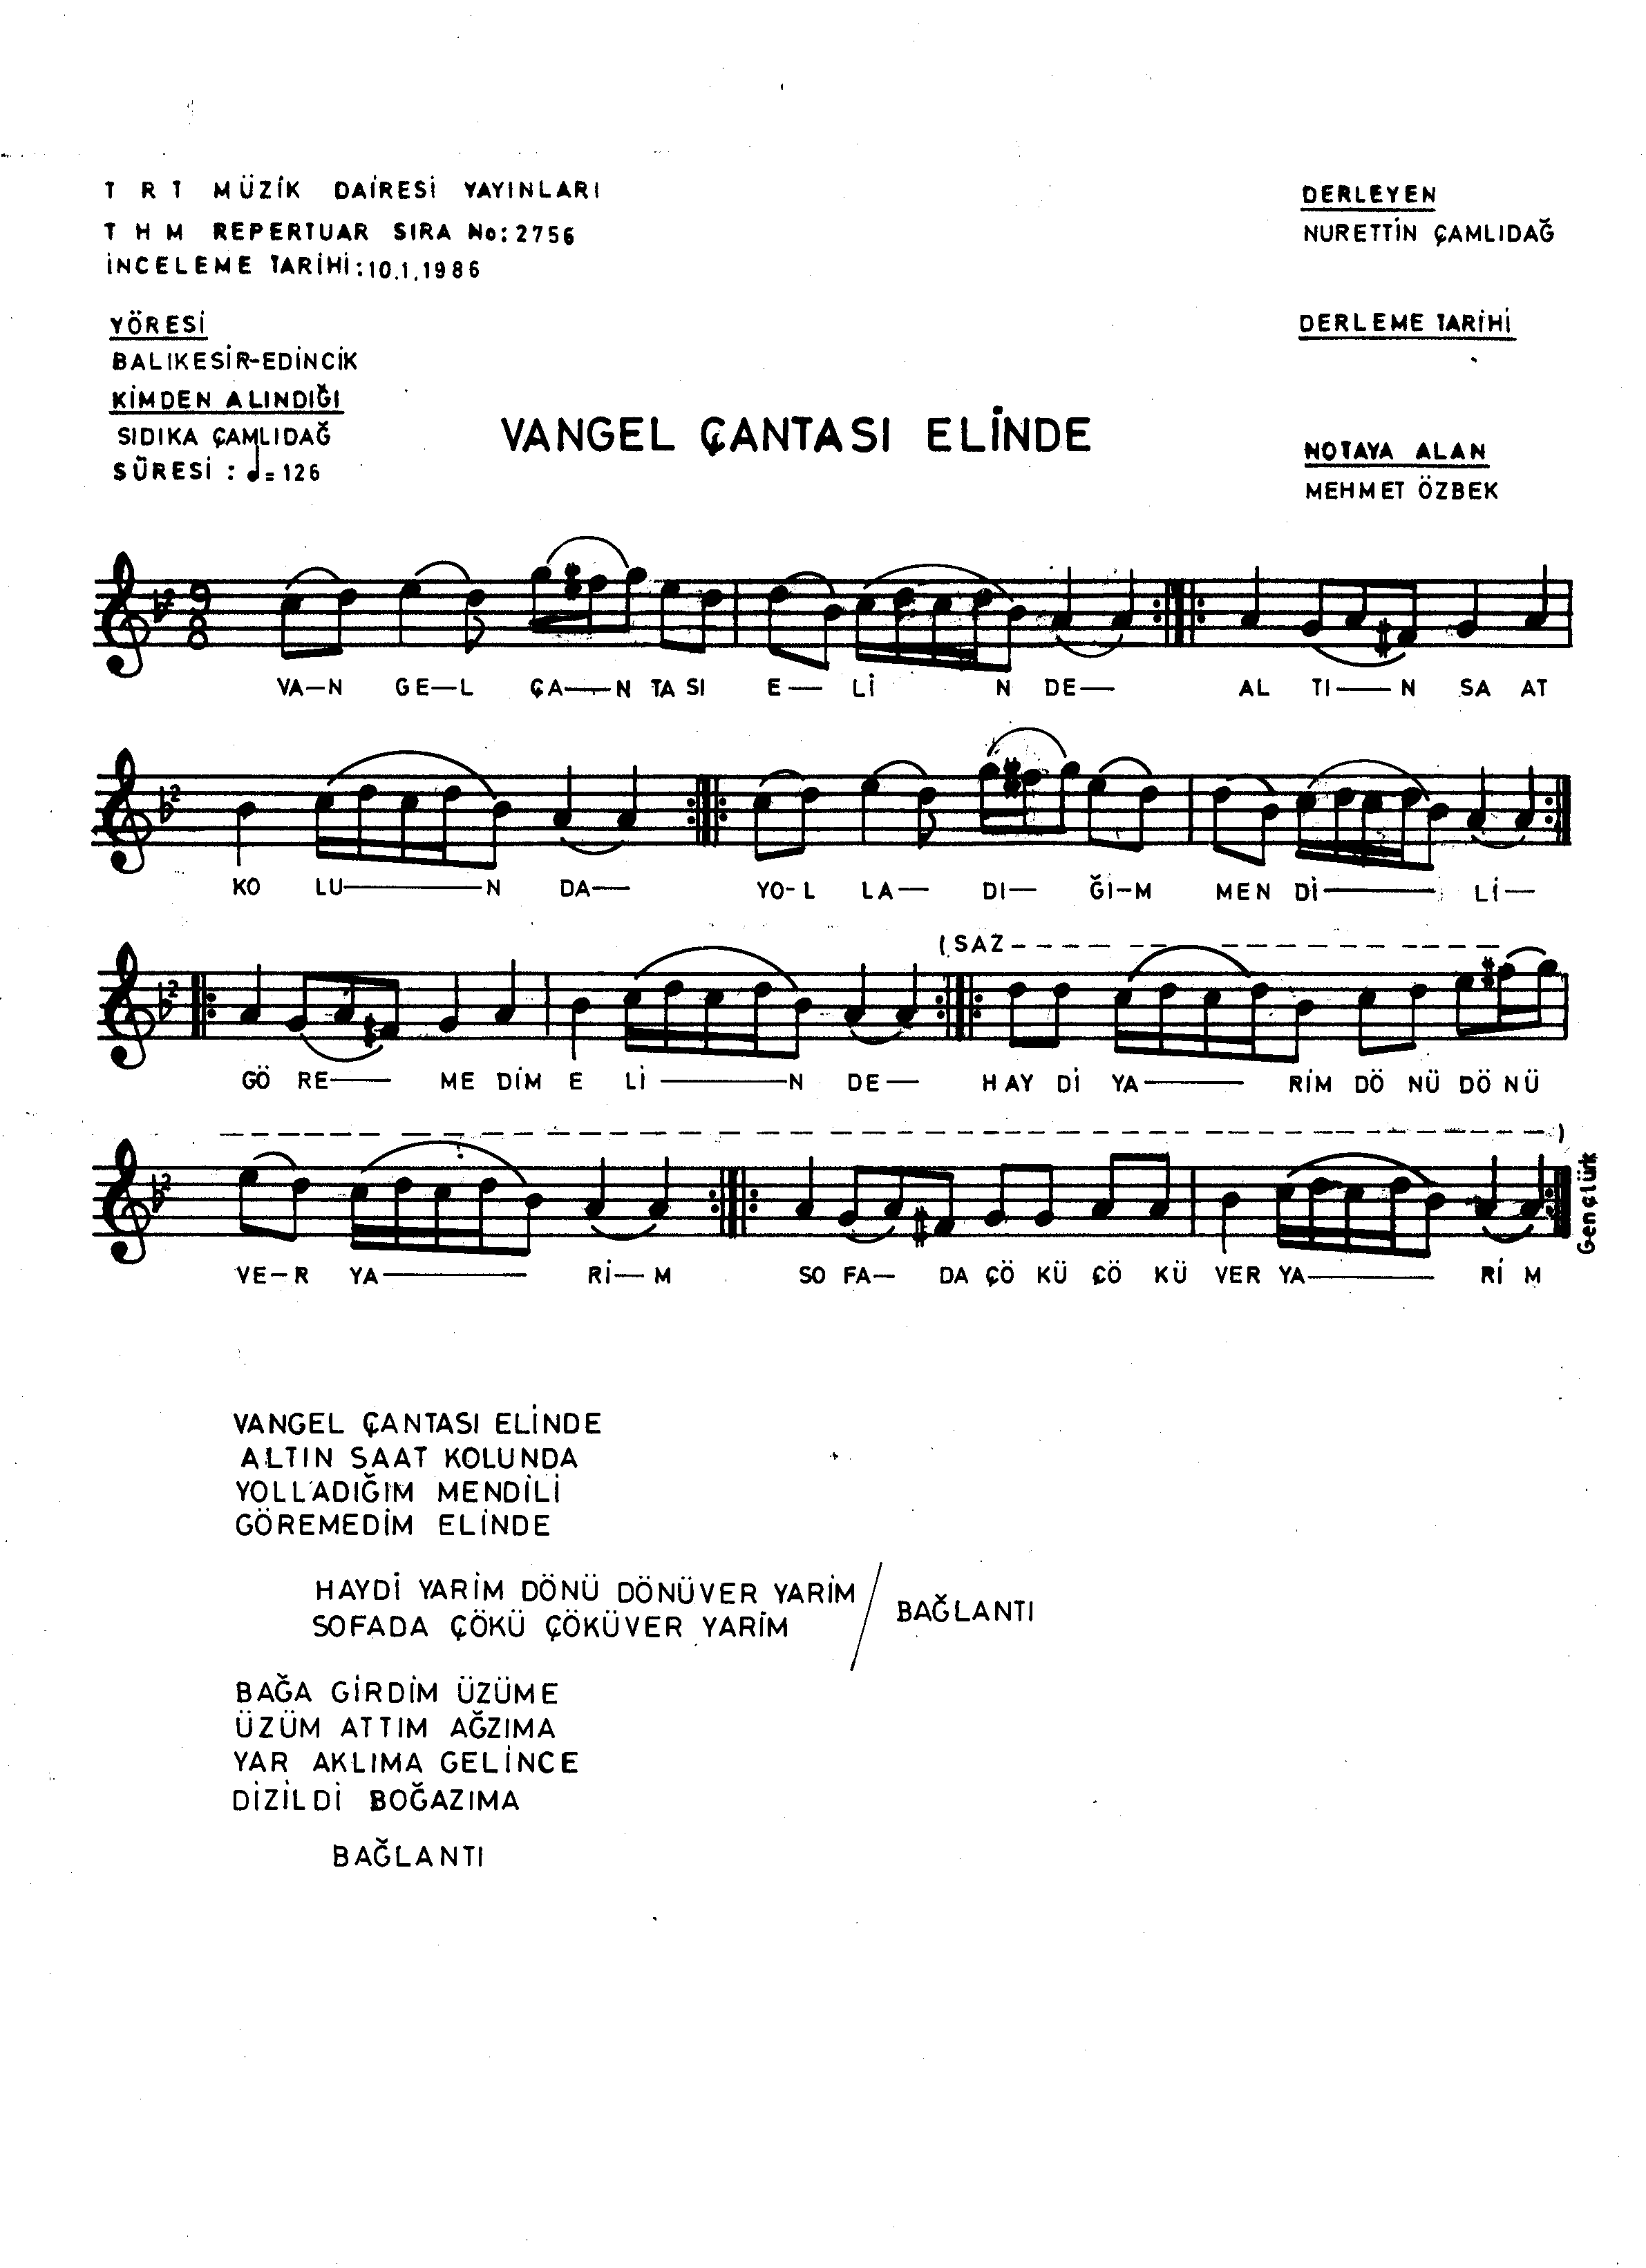 T R T MÜZİK DAİRESİ YAYINLARI
T H M REPERTUAR SIRA No: 2756
İNCELEME TARİHİ: 10.1.1986
DERLEYEN
NURETTİN ÇAMLIDAĞ
YÖRESİ
BALIKESİR-EDİNCİK
DERLEME TARİHİ
KİMDEN ALINDIĞI
SIDIKA ÇAMLIDAĞ
SÜRESİ : ♩= 126
VANGEL ÇANTASI ELİNDE
NOTAYA ALAN
MEHMET ÖZBEK
9
8
VA—N GE—L ÇA—N TA SI E— Lİ N DE— AL TI—N SA AT
2
KO LU—N DA— YO-L LA— DI— ĞI-M MEN Dİ— Lİ—
(SAZ
2
GÖ RE— ME DİM E Lİ—N DE— HAY DI YA— RİM DÖ NÜ DÖ NÜ
)
2
VE-R YA— Rİ—M SO FA— DA ÇÖ KÜ ÇÖ KÜ VER YA— Rİ M
Gençtürk
VANGEL ÇANTASI ELİNDE
ALTIN SAAT KOLUNDA
YOLLADIĞIM MENDİLİ
GÖREMEDİM ELİNDE
HAYDİ YARİM DÖNÜ DÖNÜVER YARİM
SOFADA ÇÖKÜ ÇÖKÜVER YARİM
BAĞLANTI
BAĞA GİRDİM ÜZÜME
ÜZÜM ATTIM AĞZIMA
YAR AKLIMA GELİNCE
DİZİLDİ BOĞAZIMA
BAĞLANTI